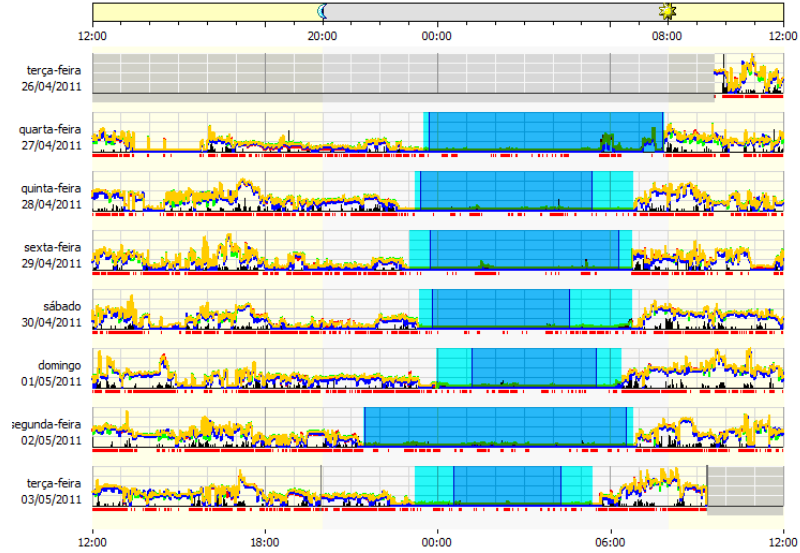 12:00 20:00 00:00 08:00 12:00
terça-feira
26/04/2011
quarta-feira
27/04/2011
quinta-feira
28/04/2011
sexta-feira
29/04/2011
sábado
30/04/2011
domingo
01/05/2011
segunda-feira
02/05/2011
terça-feira
03/05/2011
12:00 18:00 00:00 06:00 12:00